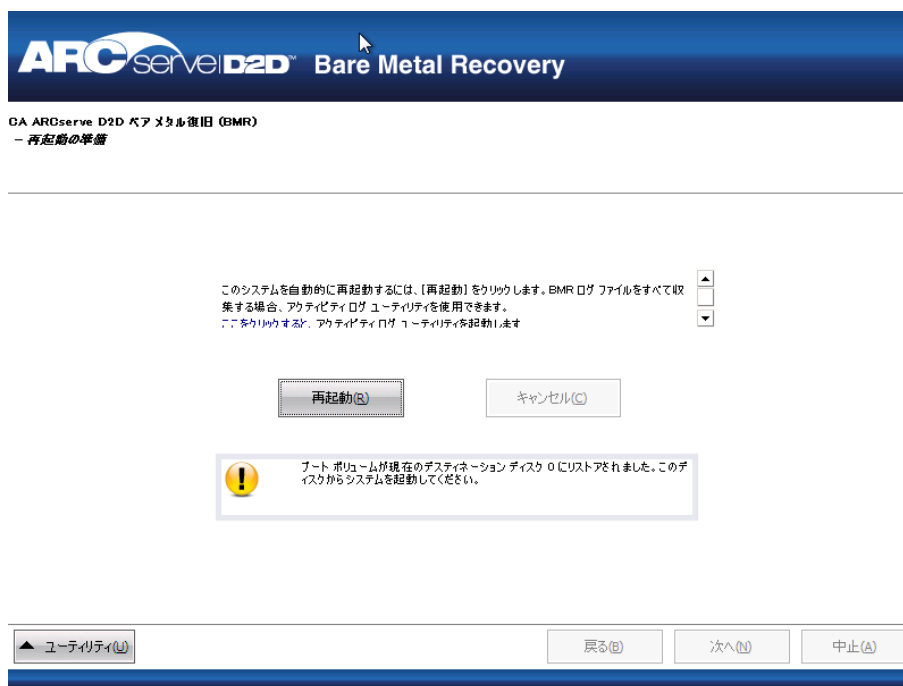 ARCserve D2D™ Bare Metal Recovery
CA ARCserve D2D ベア メタル復旧 (BMR)
- 再起動の準備
このシステムを自動的に再起動するには、[再起動] をクリックします。BMR ログ ファイルをすべて収
集する場合、アクティビティ ログ ユーティリティを使用できます。
ここをクリックすると、アクティビティ ログ ユーティリティを起動します
再起動(R)
キャンセル(C)
ブート ボリュームが現在のデスティネーション ディスク 0 にリストアされました。このデ
ィスクからシステムを起動してください。
ユーティリティ(U)
戻る(B)
次へ(N)
中止(A)